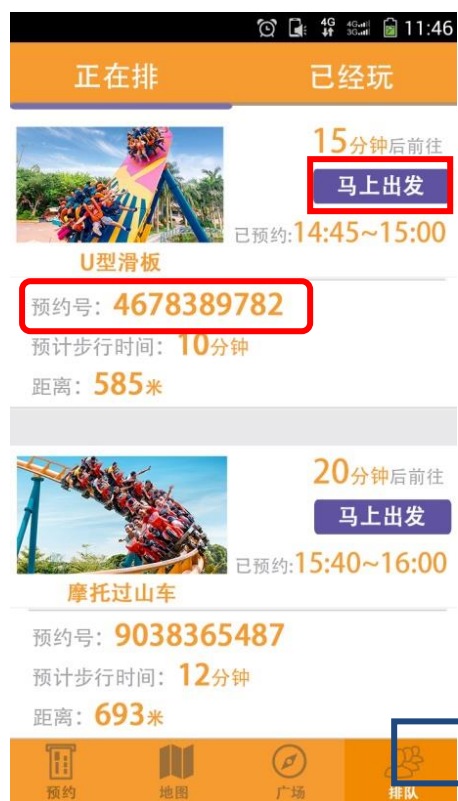 4G 4G 3G 11:46
正在排 已经玩
15分钟后前往
马上出发
已预约:14:45~15:00
U型滑板
预约号：4678389782
预计步行时间：10分钟
距离：585米
20分钟后前往
马上出发
已预约:15:40~16:00
摩托过山车
预约号：9038365487
预计步行时间：12分钟
距离：693米
预约 地图 广场 排队